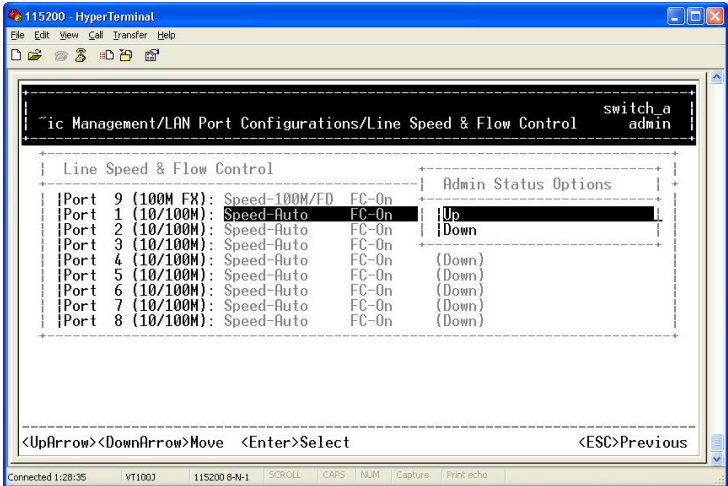 115200 - HyperTerminal
File Edit View Call Transfer Help
switch_a
~ic Management/LAN Port Configurations/Line Speed & Flow Control admin
Line Speed & Flow Control
Admin Status Options
|Port 9 (100M FX): Speed-100M/FD FC-On
|Port 1 (10/100M): Speed-Auto FC-On |Up
|Port 2 (10/100M): Speed-Auto FC-On |Down
|Port 3 (10/100M): Speed-Auto FC-On
|Port 4 (10/100M): Speed-Auto FC-On (Down)
|Port 5 (10/100M): Speed-Auto FC-On (Down)
|Port 6 (10/100M): Speed-Auto FC-On (Down)
|Port 7 (10/100M): Speed-Auto FC-On (Down)
|Port 8 (10/100M): Speed-Auto FC-On (Down)
<UpArrow><DownArrow>Move <Enter>Select <ESC>Previous
Connected 1:28:35 VT100J 115200 8-N-1 SCROLL CAPS NUM Capture Print echo